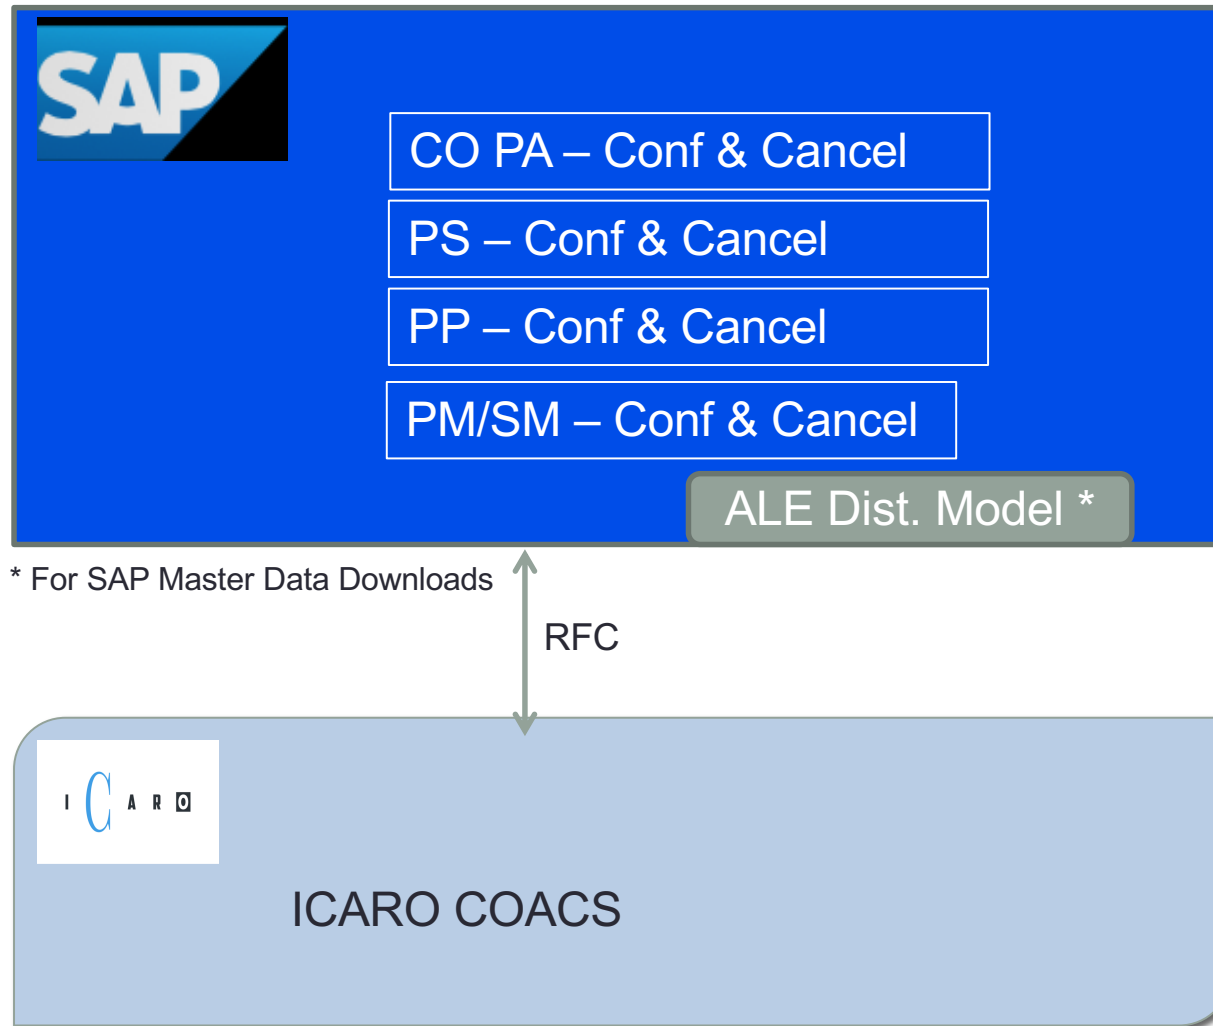 SAP
CO PA – Conf & Cancel
PS – Conf & Cancel
PP – Conf & Cancel
PM/SM – Conf & Cancel
ALE Dist. Model *
* For SAP Master Data Downloads
RFC
ICARO
ICARO COACS